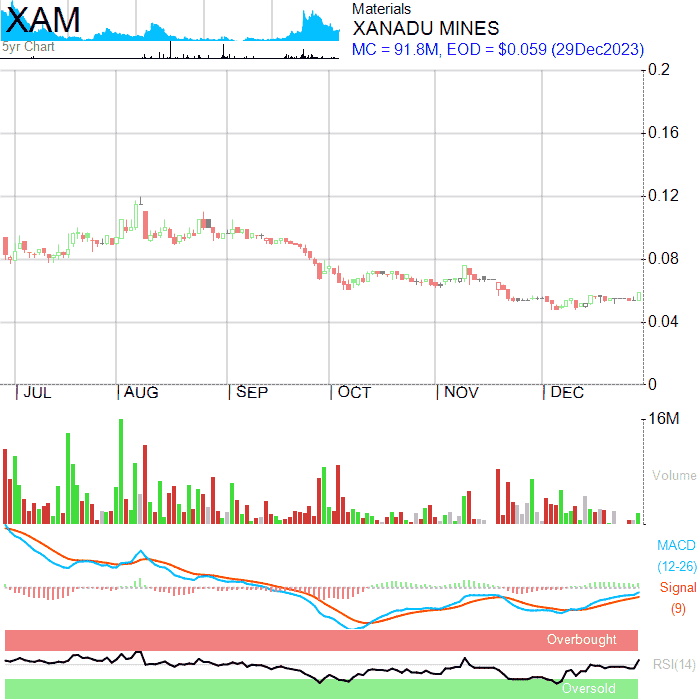 XAM
5yr Chart
Materials
XANADU MINES
MC = 91.8M, EOD = $0.059 (29Dec2023)
0.2
0.16
0.12
0.08
0.04
0
JUL AUG SEP OCT NOV DEC
16M
Volume
MACD
(12-26)
Signal
(9)
Overbought
RSI(14)
Oversold